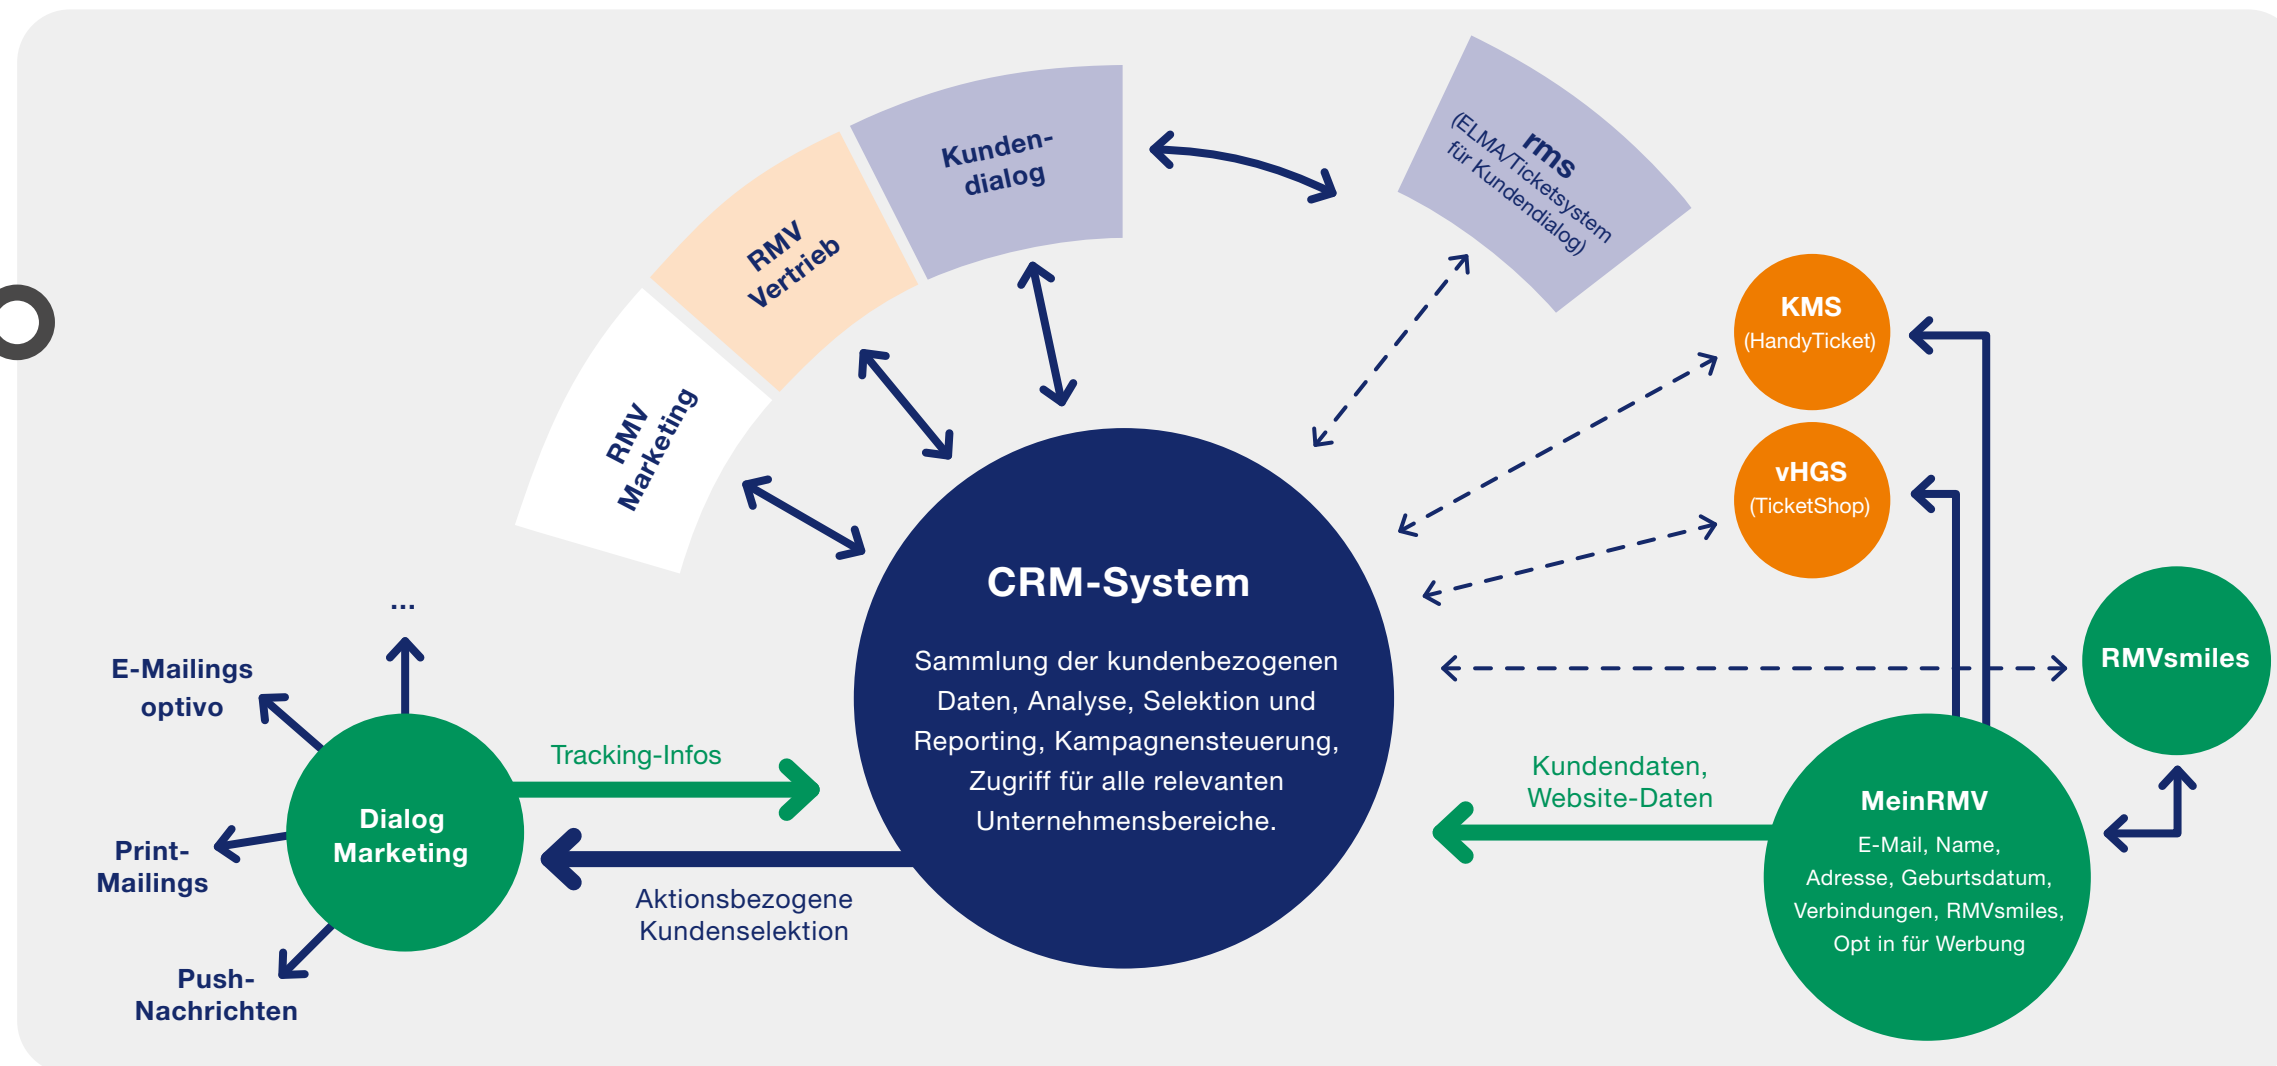 Kunden-
dialog
rms
(ELMA/Ticketsystem
für Kundendialog)
RMV
Vertrieb
RMV
Marketing
KMS
(HandyTicket)
vHGS
(TicketShop)
CRM-System
Sammlung der kundenbezogenen
Daten, Analyse, Selektion und
Reporting, Kampagnensteuerung,
Zugriff für alle relevanten
Unternehmensbereiche.
RMVsmiles
...
E-Mailings
optivo
Print-
Mailings
Push-
Nachrichten
Dialog
Marketing
Tracking-Infos
Aktionsbezogene
Kundenselektion
Kundendaten,
Website-Daten
MeinRMV
E-Mail, Name,
Adresse, Geburtsdatum,
Verbindungen, RMVsmiles,
Opt in für Werbung